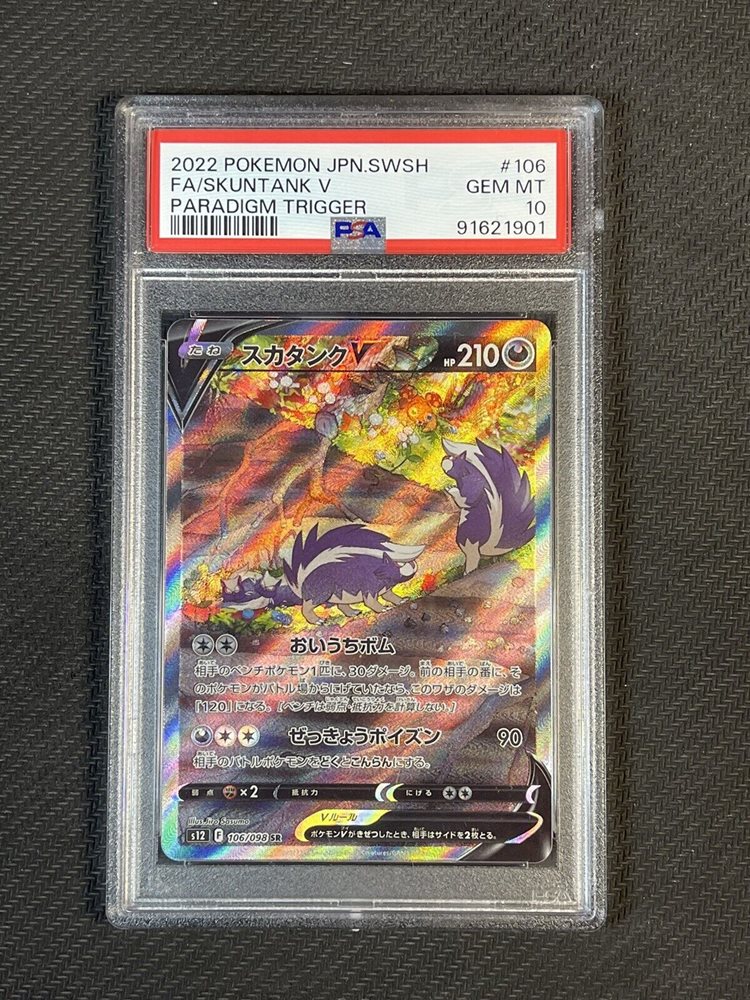 2022 POKEMON JPN.SWSH #106
FA/SKUNTANK V GEM MT
PARADIGM TRIGGER 10
91621901
PSA
たね スカタンクV HP 210
おいうちボム
相手のベンチポケモン1匹に、30ダメージ。前の相手の番に、そ
のポケモンがバトル場からにげていたなら、このワザのダメージは
「120」になる。[ベンチは弱点・抵抗力を計算しない。]
ぜっきょうポイズン 90
相手のバトルポケモンをどくとこんらんにする。
弱点 ×2 抵抗力 にげる
Illus. Jiro Sasumo
Vルール
s12 F 106/098 SR ポケモンVがきぜつしたとき、相手はサイドを2枚とる。